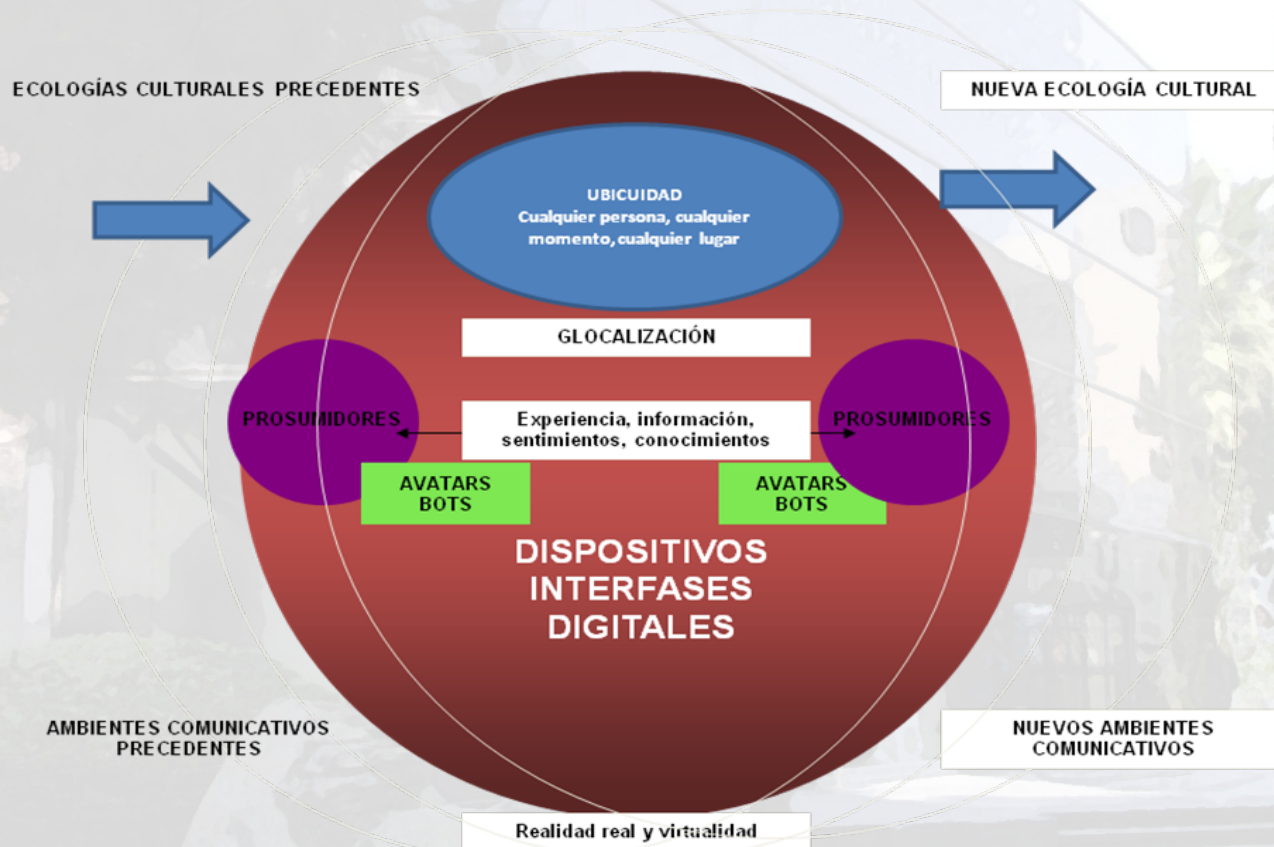 ECOLOGÍAS CULTURALES PRECEDENTES
NUEVA ECOLOGÍA CULTURAL
UBICUIDAD
Cualquier persona, cualquier
momento, cualquier lugar
GLOCALIZACIÓN
PROSUMIDORES
Experiencia, información,
sentimientos, conocimientos
PROSUMIDORES
AVATARS
BOTS
AVATARS
BOTS
DISPOSITIVOS
INTERFASES
DIGITALES
AMBIENTES COMUNICATIVOS
PRECEDENTES
NUEVOS AMBIENTES
COMUNICATIVOS
Realidad real y virtualidad